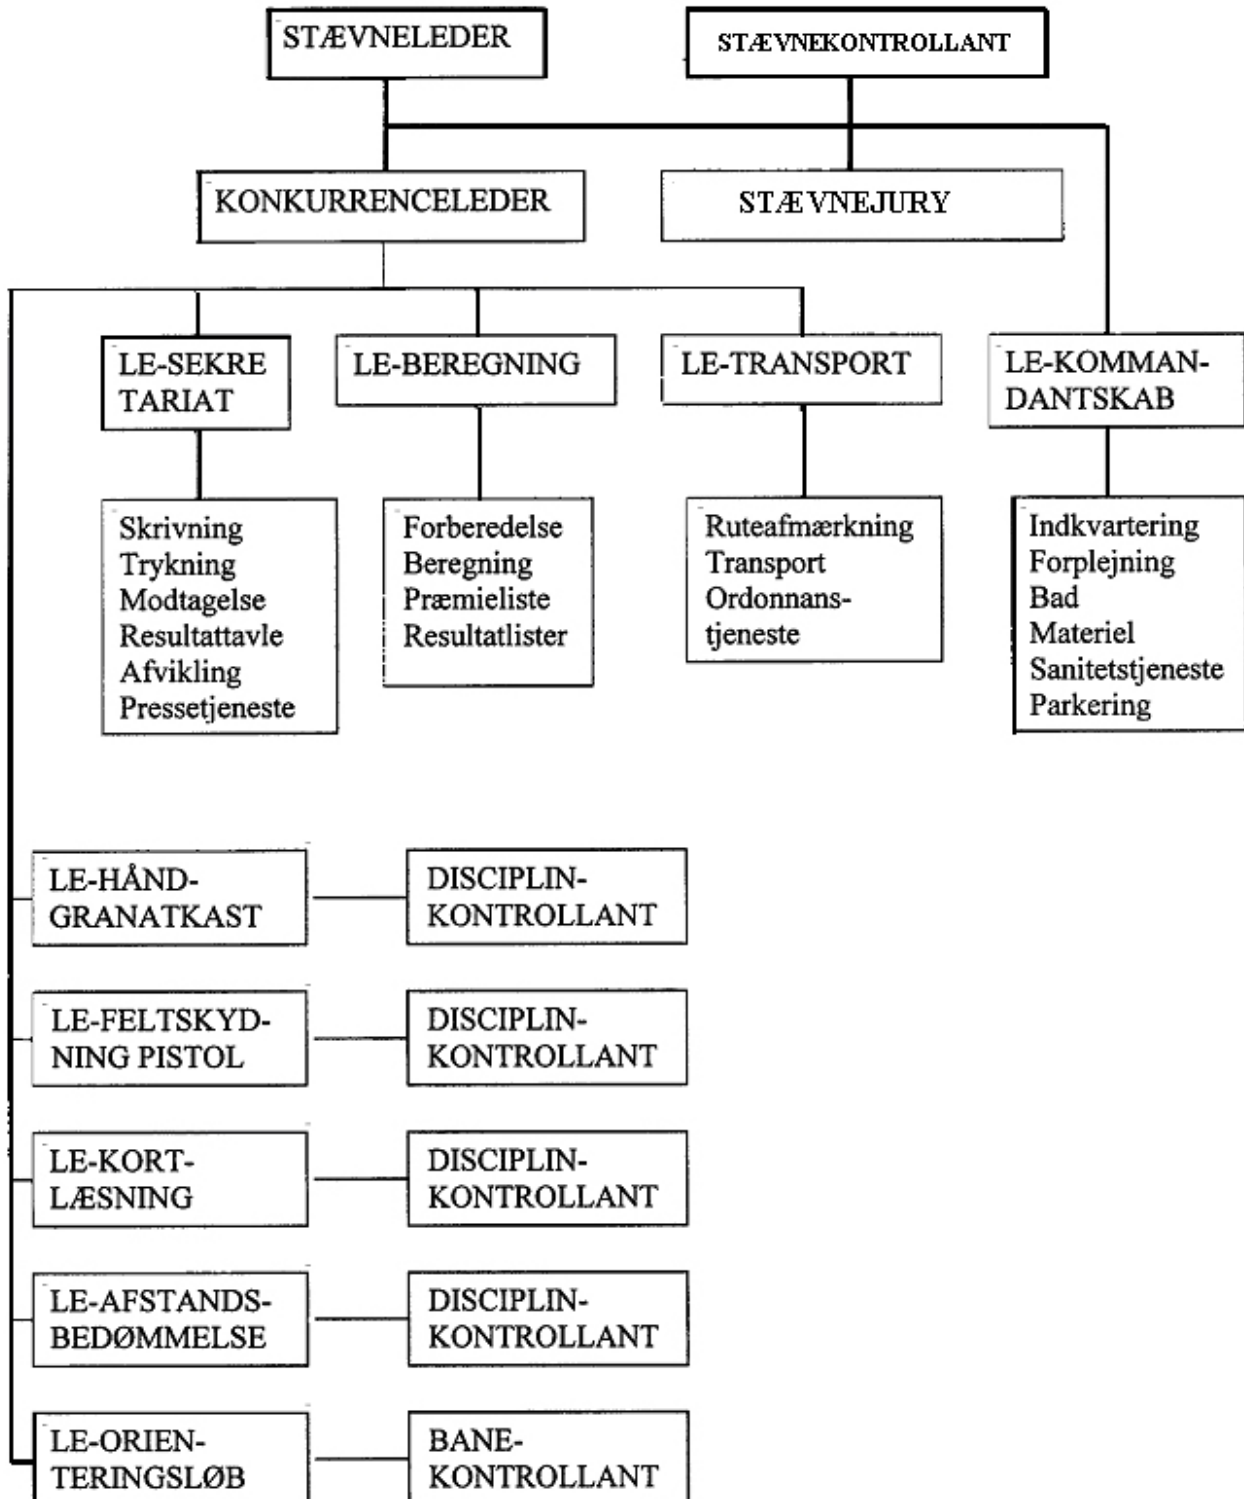 STÆVNELEDER
STÆVNEKONTROLLANT
KONKURRENCELEDER
STÆVNEJURY
LE-SEKRE
TARIAT
LE-BEREGNING
LE-TRANSPORT
LE-KOMMAN-
DANTSKAB
Skrivning
Trykning
Modtagelse
Resultattavle
Afvikling
Pressetjeneste
Forberedelse
Beregning
Præmieliste
Resultatlister
Ruteafmærkning
Transport
Ordonnans-
tjeneste
Indkvartering
Forplejning
Bad
Materiel
Sanitetstjeneste
Parkering
LE-HÅND-
GRANATKAST
DISCIPLIN-
KONTROLLANT
LE-FELTSKYD-
NING PISTOL
DISCIPLIN-
KONTROLLANT
LE-KORT-
LÆSNING
DISCIPLIN-
KONTROLLANT
LE-AFSTANDS-
BEDØMMELSE
DISCIPLIN-
KONTROLLANT
LE-ORIEN-
TERINGSLØB
BANE-
KONTROLLANT